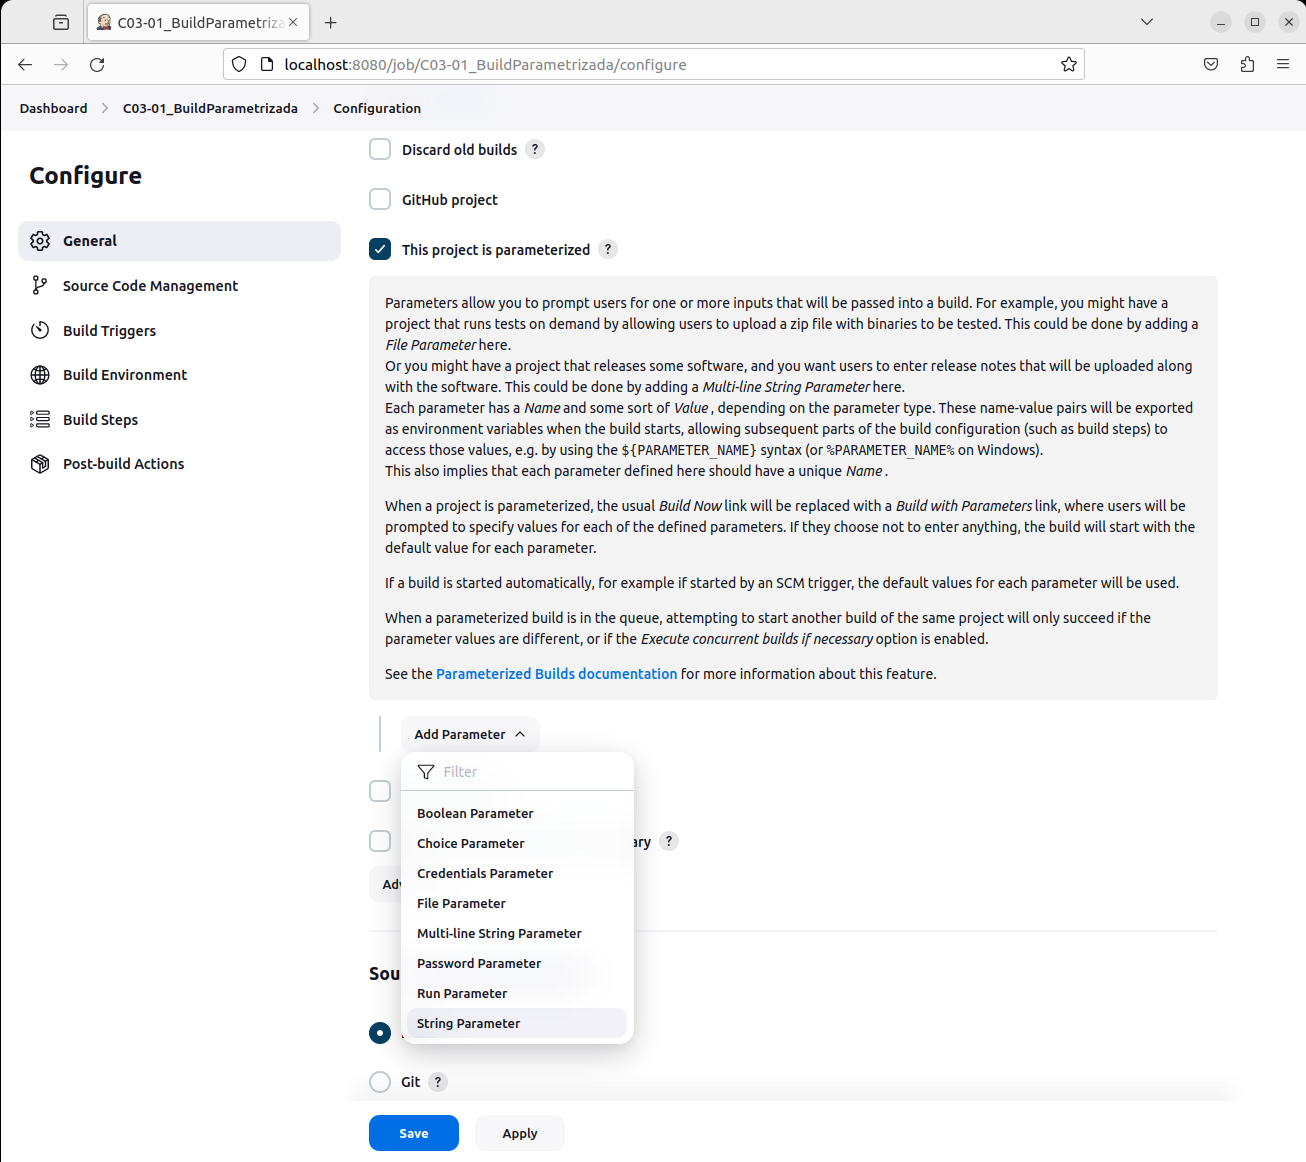 C03-01_BuildParametriza
localhost:8080/job/C03-01_BuildParametrizada/configure
Dashboard > C03-01_BuildParametrizada > Configuration
Configure
General
Source Code Management
Build Triggers
Build Environment
Build Steps
Post-build Actions
Discard old builds ?
GitHub project
This project is parameterized ?
Parameters allow you to prompt users for one or more inputs that will be passed into a build. For example, you might have a
project that runs tests on demand by allowing users to upload a zip file with binaries to be tested. This could be done by adding a
File Parameter here.
Or you might have a project that releases some software, and you want users to enter release notes that will be uploaded along
with the software. This could be done by adding a Multi-line String Parameter here.
Each parameter has a Name and some sort of Value , depending on the parameter type. These name-value pairs will be exported
as environment variables when the build starts, allowing subsequent parts of the build configuration (such as build steps) to
access those values, e.g. by using the ${PARAMETER_NAME} syntax (or %PARAMETER_NAME% on Windows).
This also implies that each parameter defined here should have a unique Name .
When a project is parameterized, the usual Build Now link will be replaced with a Build with Parameters link, where users will be
prompted to specify values for each of the defined parameters. If they choose not to enter anything, the build will start with the
default value for each parameter.
If a build is started automatically, for example if started by an SCM trigger, the default values for each parameter will be used.
When a parameterized build is in the queue, attempting to start another build of the same project will only succeed if the
parameter values are different, or if the Execute concurrent builds if necessary option is enabled.
See the Parameterized Builds documentation for more information about this feature.
Add Parameter
Filter
Boolean Parameter
Choice Parameter
ary ?
Credentials Parameter
Adv
File Parameter
Multi-line String Parameter
Password Parameter
Sou
Run Parameter
String Parameter
Git ?
Save
Apply